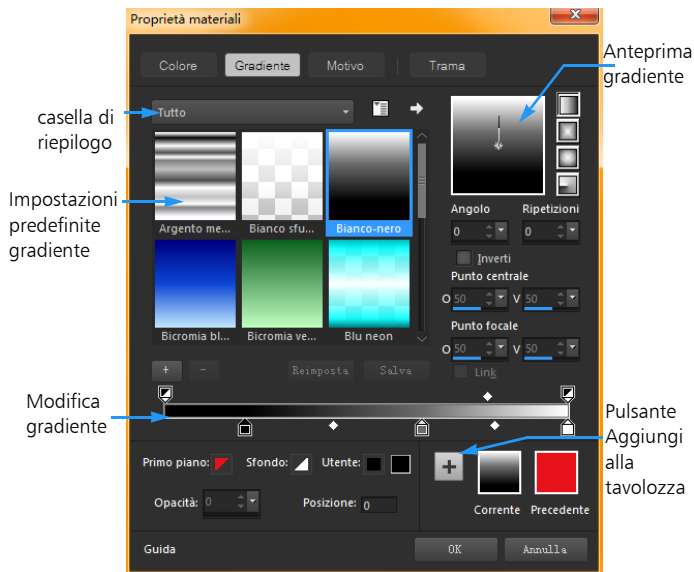 Proprietà materiali
Colore
Gradiente
Motivo
Trama
Anteprima
gradiente
casella di
riepilogo
Tutto
Impostazioni
predefinite
gradiente
Argento me...
Bianco sfu...
Bianco-nero
Angolo
Ripetizioni
0
0
Inverti
Punto centrale
O 50
V 50
Punto focale
O 50
V 50
Link
Bicromia bl...
Bicromia ve...
Blu neon
+
-
Reimposta
Salva
Modifica
gradiente
Pulsante
Aggiungi
alla
tavolozza
Primo piano:
Sfondo:
Utente:
+
Opacità: 0
Posizione: 0
Corrente
Precedente
Guida
OK
Annulla